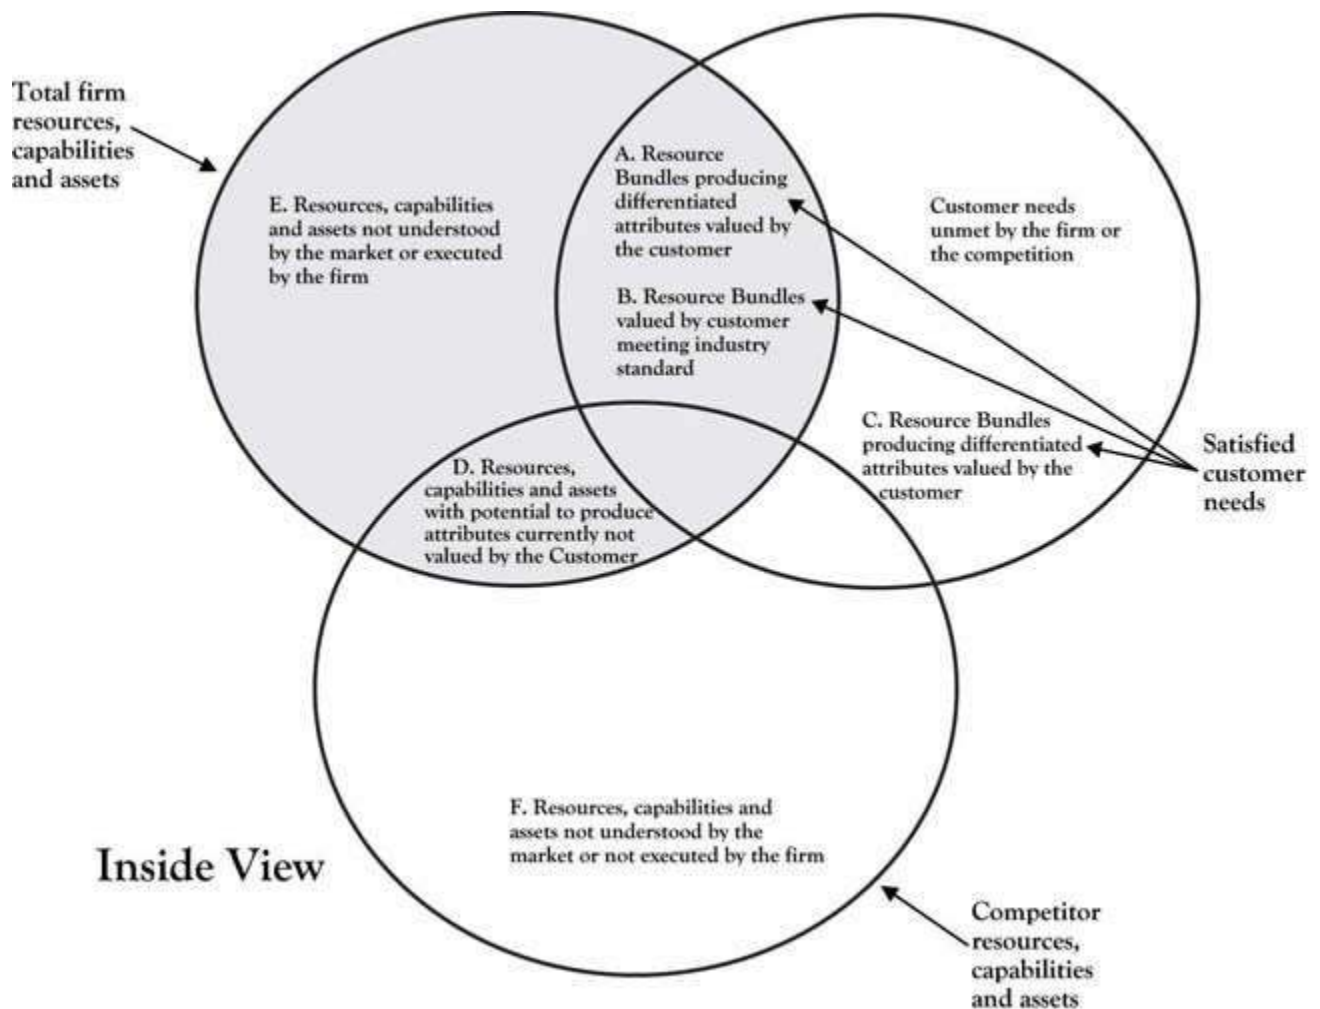 Total firm
resources,
capabilities
and assets
E. Resources, capabilities
and assets not understood
by the market or executed
by the firm
A. Resource
Bundles producing
differentiated
attributes valued by
the customer
Customer needs
unmet by the firm or
the competition
B. Resource Bundles
valued by customer
meeting industry
standard
C. Resource Bundles
producing differentiated
attributes valued by the
customer
Satisfied
customer
needs
D. Resources,
capabilities and assets
with potential to produce
attributes currently not
valued by the Customer
F. Resources, capabilities and
assets not understood by the
market or not executed by the firm
Inside View
Competitor
resources,
capabilities
and assets